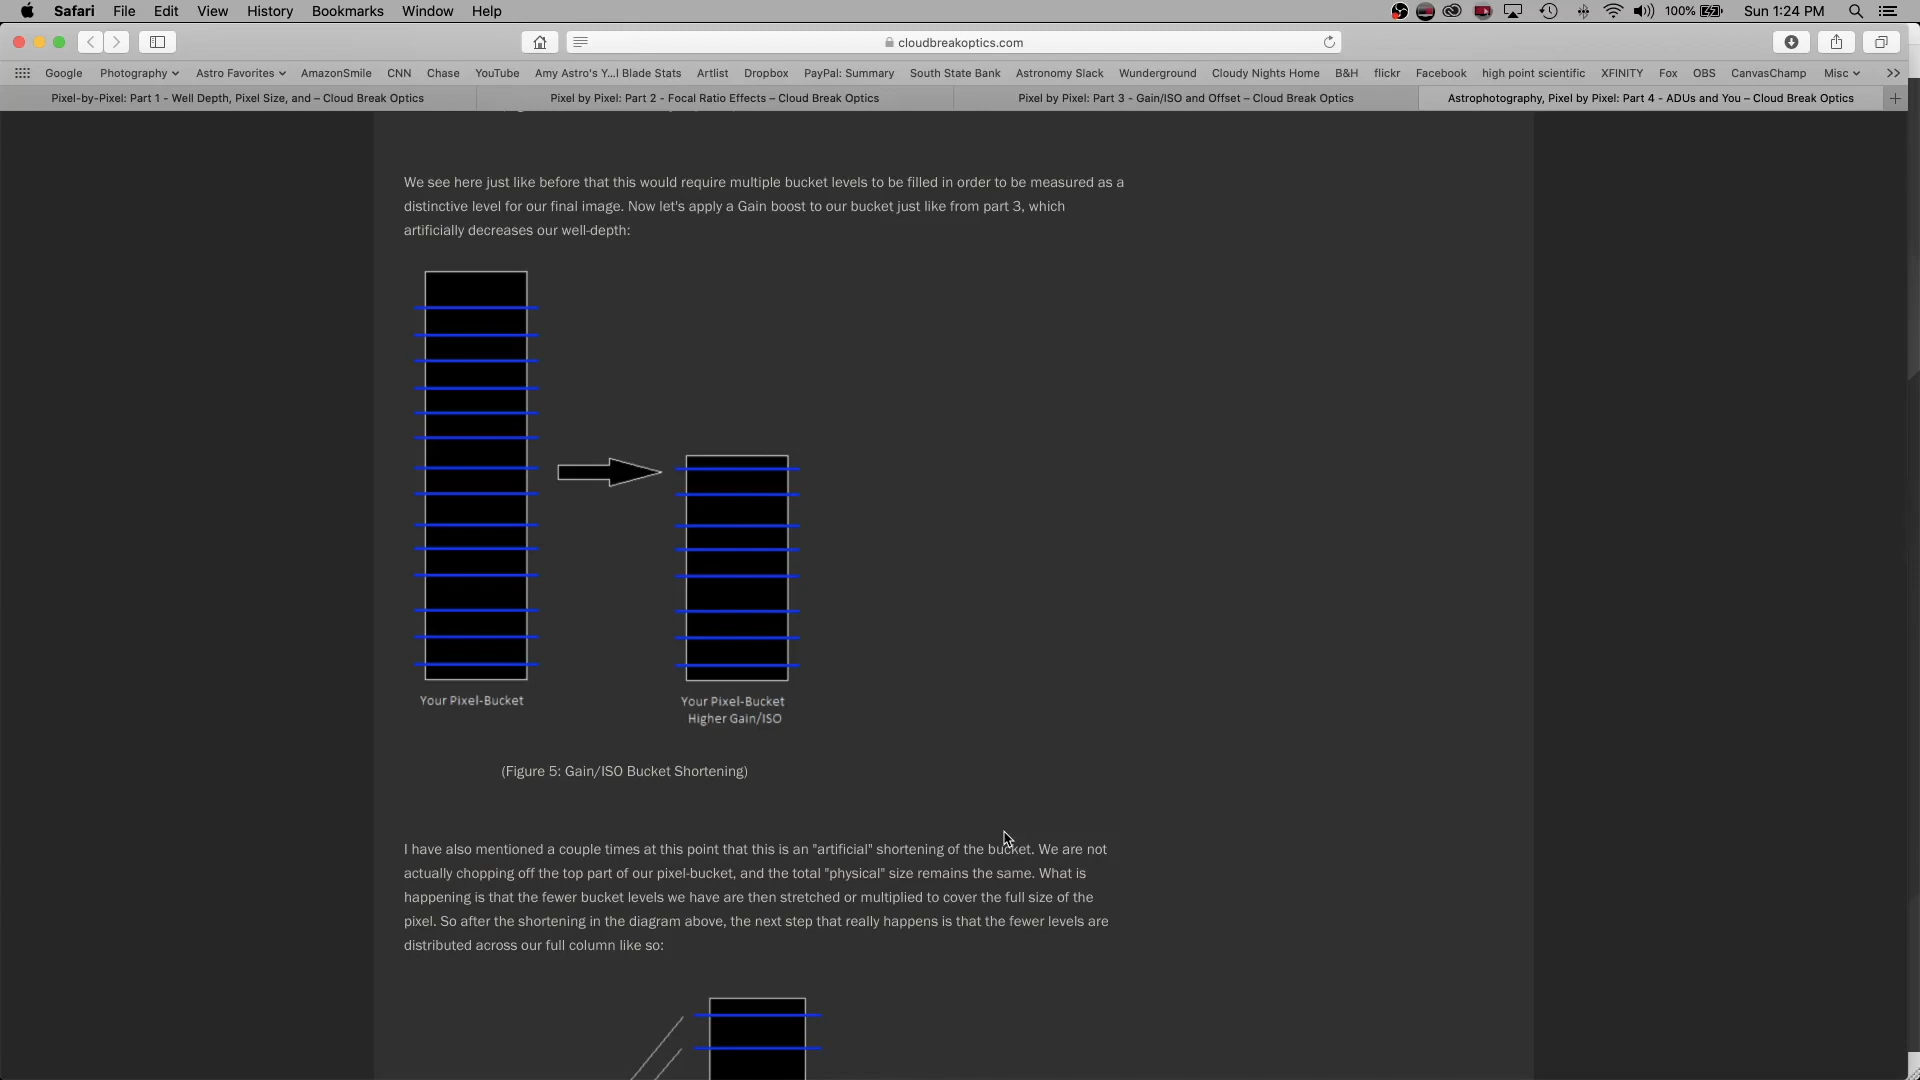 Safari File Edit View History Bookmarks Window Help 100% Sun 1:24 PM
cloudbreakoptics.com
Google Photography Astro Favorites AmazonSmile CNN Chase YouTube Amy Astro's Y...l Blade Stats Artlist Dropbox PayPal: Summary South State Bank Astronomy Slack Wunderground Cloudy Nights Home B&H flickr Facebook high point scientific XFINITY Fox OBS CanvasChamp Misc
Pixel-by-Pixel: Part 1 - Well Depth, Pixel Size, and – Cloud Break Optics Pixel by Pixel: Part 2 - Focal Ratio Effects – Cloud Break Optics Pixel by Pixel: Part 3 - Gain/ISO and Offset – Cloud Break Optics Astrophotography, Pixel by Pixel: Part 4 - ADUs and You – Cloud Break Optics
We see here just like before that this would require multiple bucket levels to be filled in order to be measured as a
distinctive level for our final image. Now let's apply a Gain boost to our bucket just like from part 3, which
artificially decreases our well-depth:
Your Pixel-Bucket
Your Pixel-Bucket
Higher Gain/ISO
(Figure 5: Gain/ISO Bucket Shortening)
I have also mentioned a couple times at this point that this is an "artificial" shortening of the bucket. We are not
actually chopping off the top part of our pixel-bucket, and the total "physical" size remains the same. What is
happening is that the fewer bucket levels we have are then stretched or multiplied to cover the full size of the
pixel. So after the shortening in the diagram above, the next step that really happens is that the fewer levels are
distributed across our full column like so: